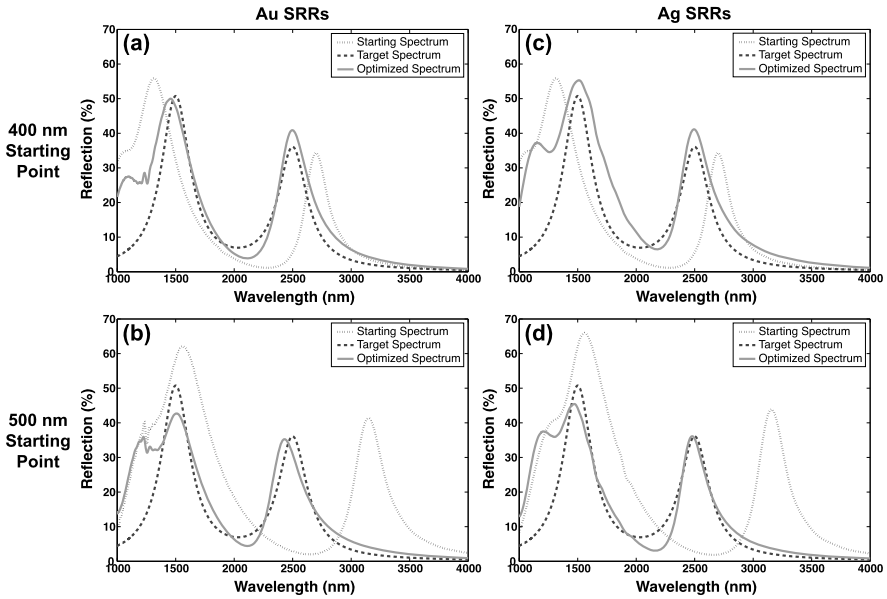 Au SRRs
Ag SRRs
400 nm
Starting
Point
(a)
Starting Spectrum
Target Spectrum
Optimized Spectrum
Reflection (%)
70
60
50
40
30
20
10
0
1000 1500 2000 2500 3000 3500 4000
Wavelength (nm)
(c)
Starting Spectrum
Target Spectrum
Optimized Spectrum
Reflection (%)
70
60
50
40
30
20
10
0
1000 1500 2000 2500 3000 3500 4000
Wavelength (nm)
500 nm
Starting
Point
(b)
Starting Spectrum
Target Spectrum
Optimized Spectrum
Reflection (%)
70
60
50
40
30
20
10
0
1000 1500 2000 2500 3000 3500 4000
Wavelength (nm)
(d)
Starting Spectrum
Target Spectrum
Optimized Spectrum
Reflection (%)
70
60
50
40
30
20
10
0
1000 1500 2000 2500 3000 3500 4000
Wavelength (nm)